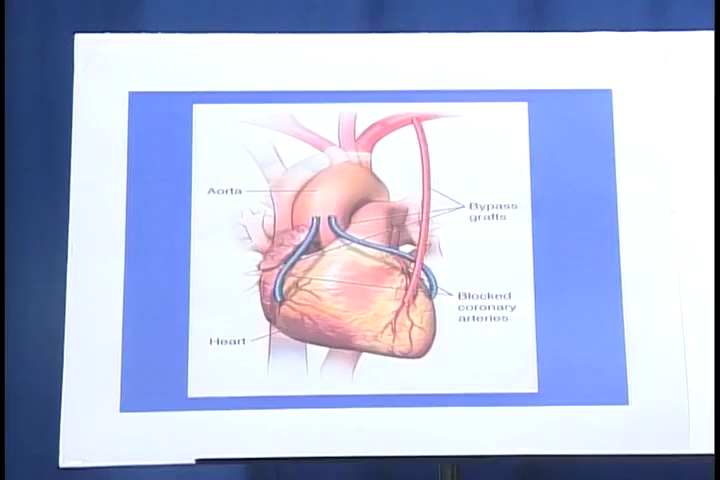 Aorta
Bypass
grafts
Blocked
coronary
arteries
Heart